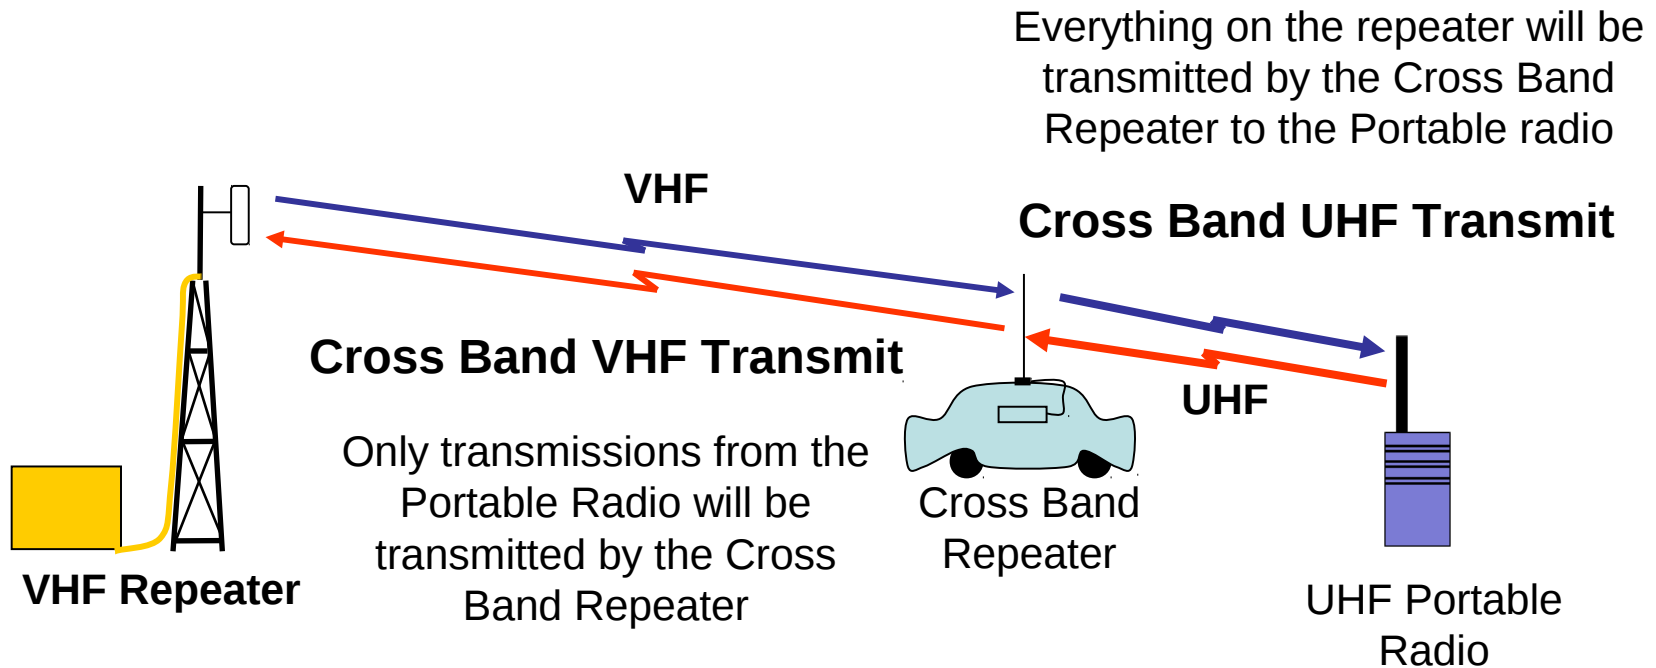 Everything on the repeater will be
transmitted by the Cross Band
Repeater to the Portable radio
VHF
Cross Band UHF Transmit
Cross Band VHF Transmit
UHF
Only transmissions from the
Portable Radio will be
transmitted by the Cross
Band Repeater
Cross Band
Repeater
VHF Repeater
UHF Portable
Radio